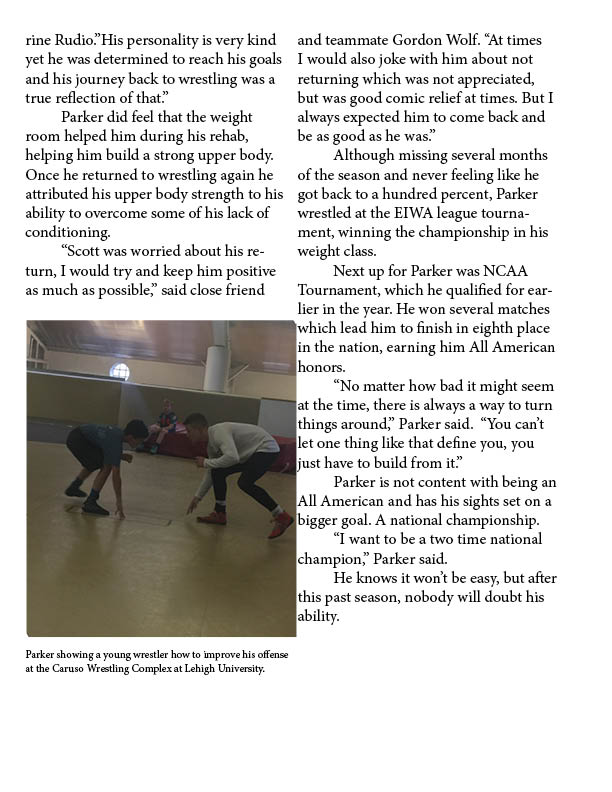 rine Rudio.”His personality is very kind
yet he was determined to reach his goals
and his journey back to wrestling was a
true reflection of that.”
Parker did feel that the weight
room helped him during his rehab,
helping him build a strong upper body.
Once he returned to wrestling again he
attributed his upper body strength to his
ability to overcome some of his lack of
conditioning.
“Scott was worried about his re-
turn, I would try and keep him positive
as much as possible,” said close friend
Parker showing a young wrestler how to improve his offense
at the Caruso Wrestling Complex at Lehigh University.
and teammate Gordon Wolf. “At times
I would also joke with him about not
returning which was not appreciated,
but was good comic relief at times. But I
always expected him to come back and
be as good as he was.”
Although missing several months
of the season and never feeling like he
got back to a hundred percent, Parker
wrestled at the EIWA league tourna-
ment, winning the championship in his
weight class.
Next up for Parker was NCAA
Tournament, which he qualified for ear-
lier in the year. He won several matches
which lead him to finish in eighth place
in the nation, earning him All American
honors.
“No matter how bad it might seem
at the time, there is always a way to turn
things around,” Parker said.  “You can’t
let one thing like that define you, you
just have to build from it.”
Parker is not content with being an
All American and has his sights set on a
bigger goal. A national championship.
“I want to be a two time national
champion,” Parker said.
He knows it won’t be easy, but after
this past season, nobody will doubt his
ability.